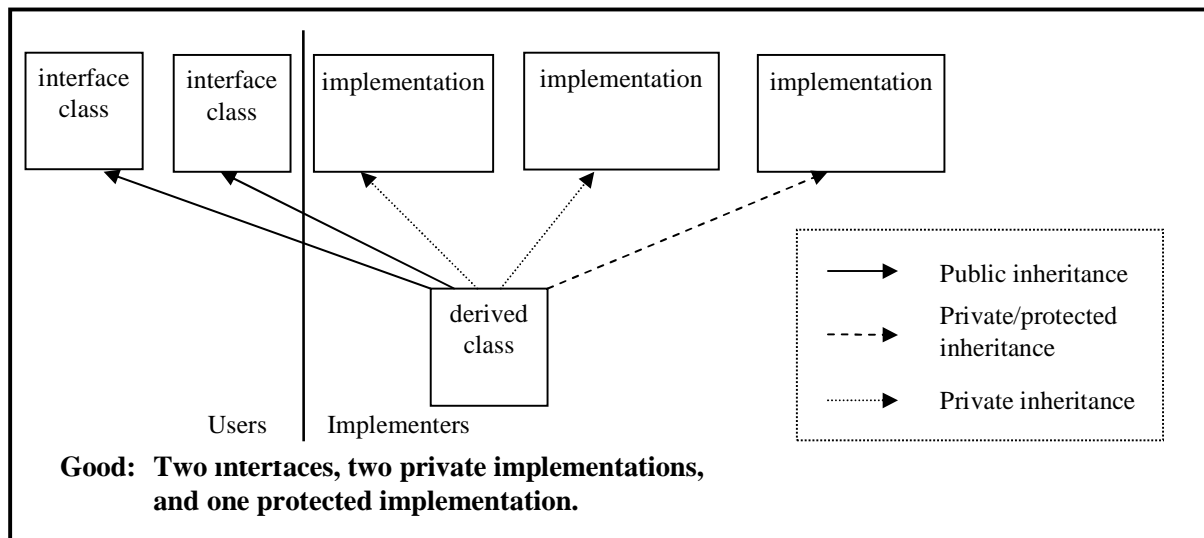 interface
class
interface
class
implementation
implementation
implementation
derived
class
Public inheritance
Private/protected
inheritance
Private inheritance
Users
Implementers
Good: Two interfaces, two private implementations,
and one protected implementation.